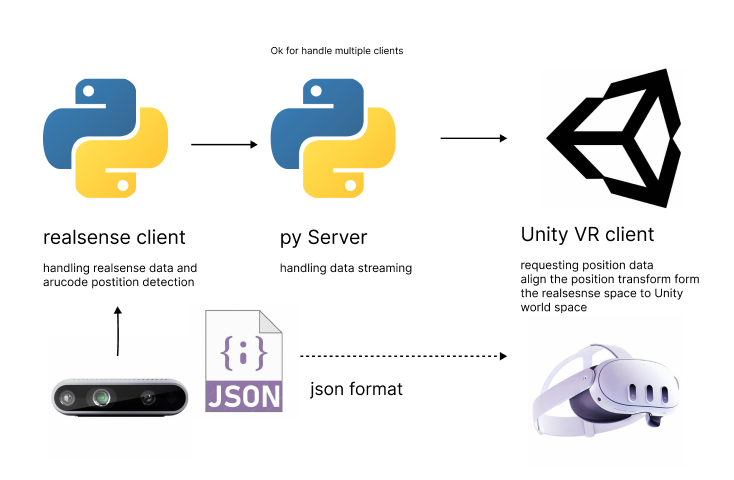 Ok for handle multiple clients
realsense client
handling realsense data and
arucode postition detection
py Server
handling data streaming
Unity VR client
requesting position data
align the position transform form
the realsesnse space to Unity
world space
{;}
JSON
json format